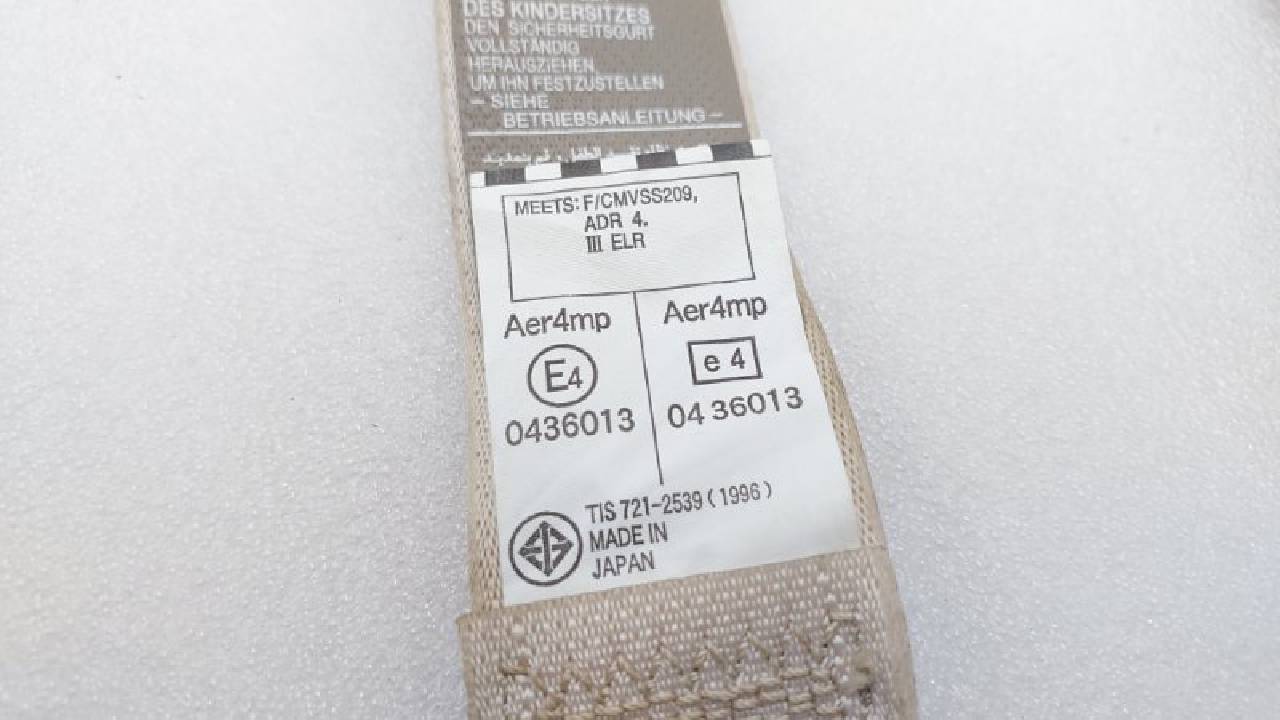 DES KINDERSITZES
DEN SICHERHEITSGURT
VOLLSTÄNDIG
HERAUSZIEHEN
UM IHN FESTZUSTELLEN
– SIEHE
BETRIEBSANLEITUNG –
MEETS: F/CMVSS209,
ADR 4.
III ELR
Aer4mp
E4
0436013
Aer4mp
e 4
04 36013
TIS 721-2539 (1996)
MADE IN
JAPAN